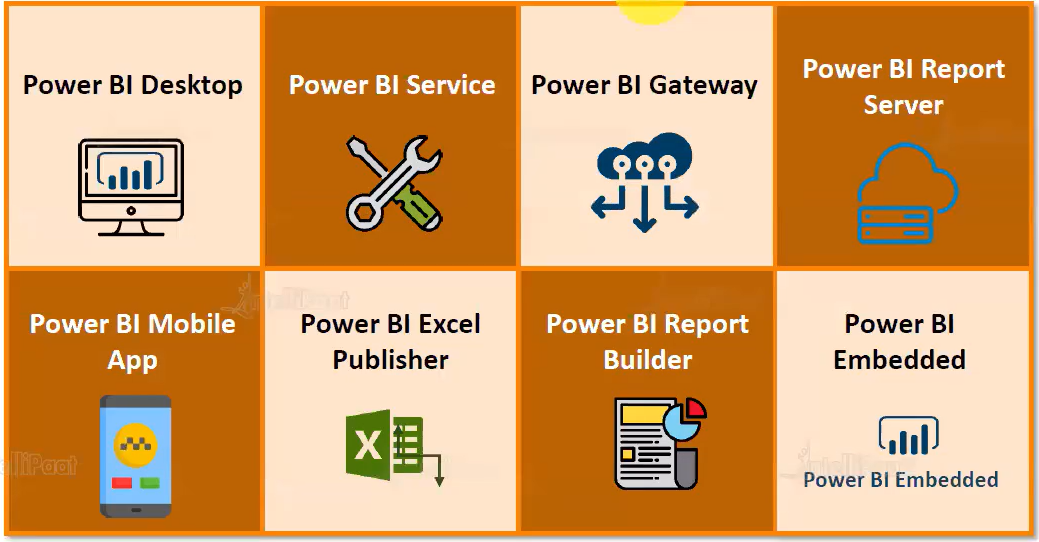 Power BI Desktop
Power BI Service
Power BI Gateway
Power BI Report
Server
Power BI Mobile
App
Power BI Excel
Publisher
X
Power BI Report
Builder
Power BI
Embedded
Power BI Embedded
IntelliPaat